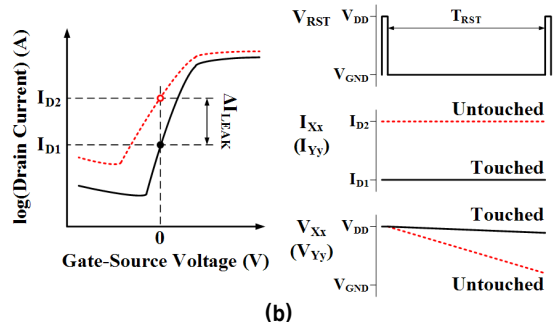 log(Drain Current) (A)
I_D2
I_D1
ΔI_LEAK
0
Gate-Source Voltage (V)
V_RST
V_DD
T_RST
V_GND
Untouched
I_Xx
I_D2
(I_Yy)
I_D1
Touched
V_Xx
V_DD
Touched
(V_Yy)
V_GND
Untouched
(b)